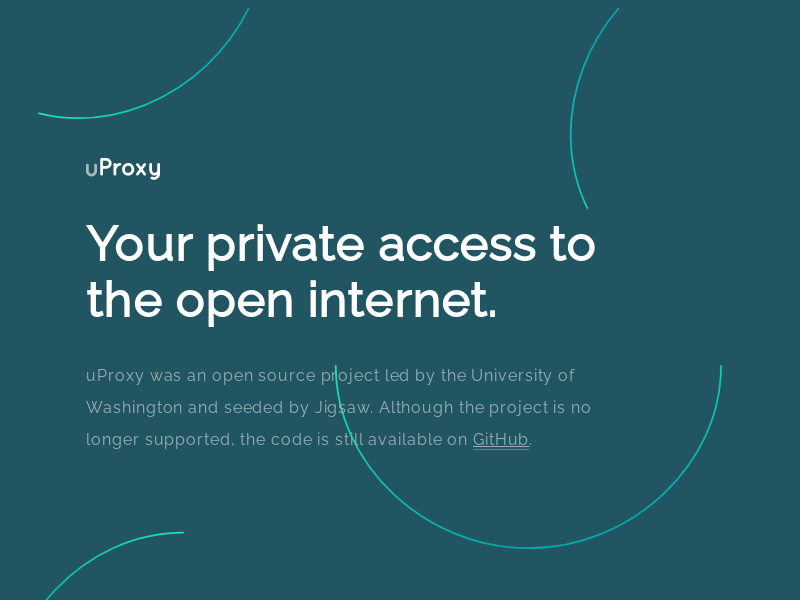 uProxy
Your private access to
the open internet.
uProxy was an open source project led by the University of
Washington and seeded by Jigsaw. Although the project is no
longer supported, the code is still available on GitHub.